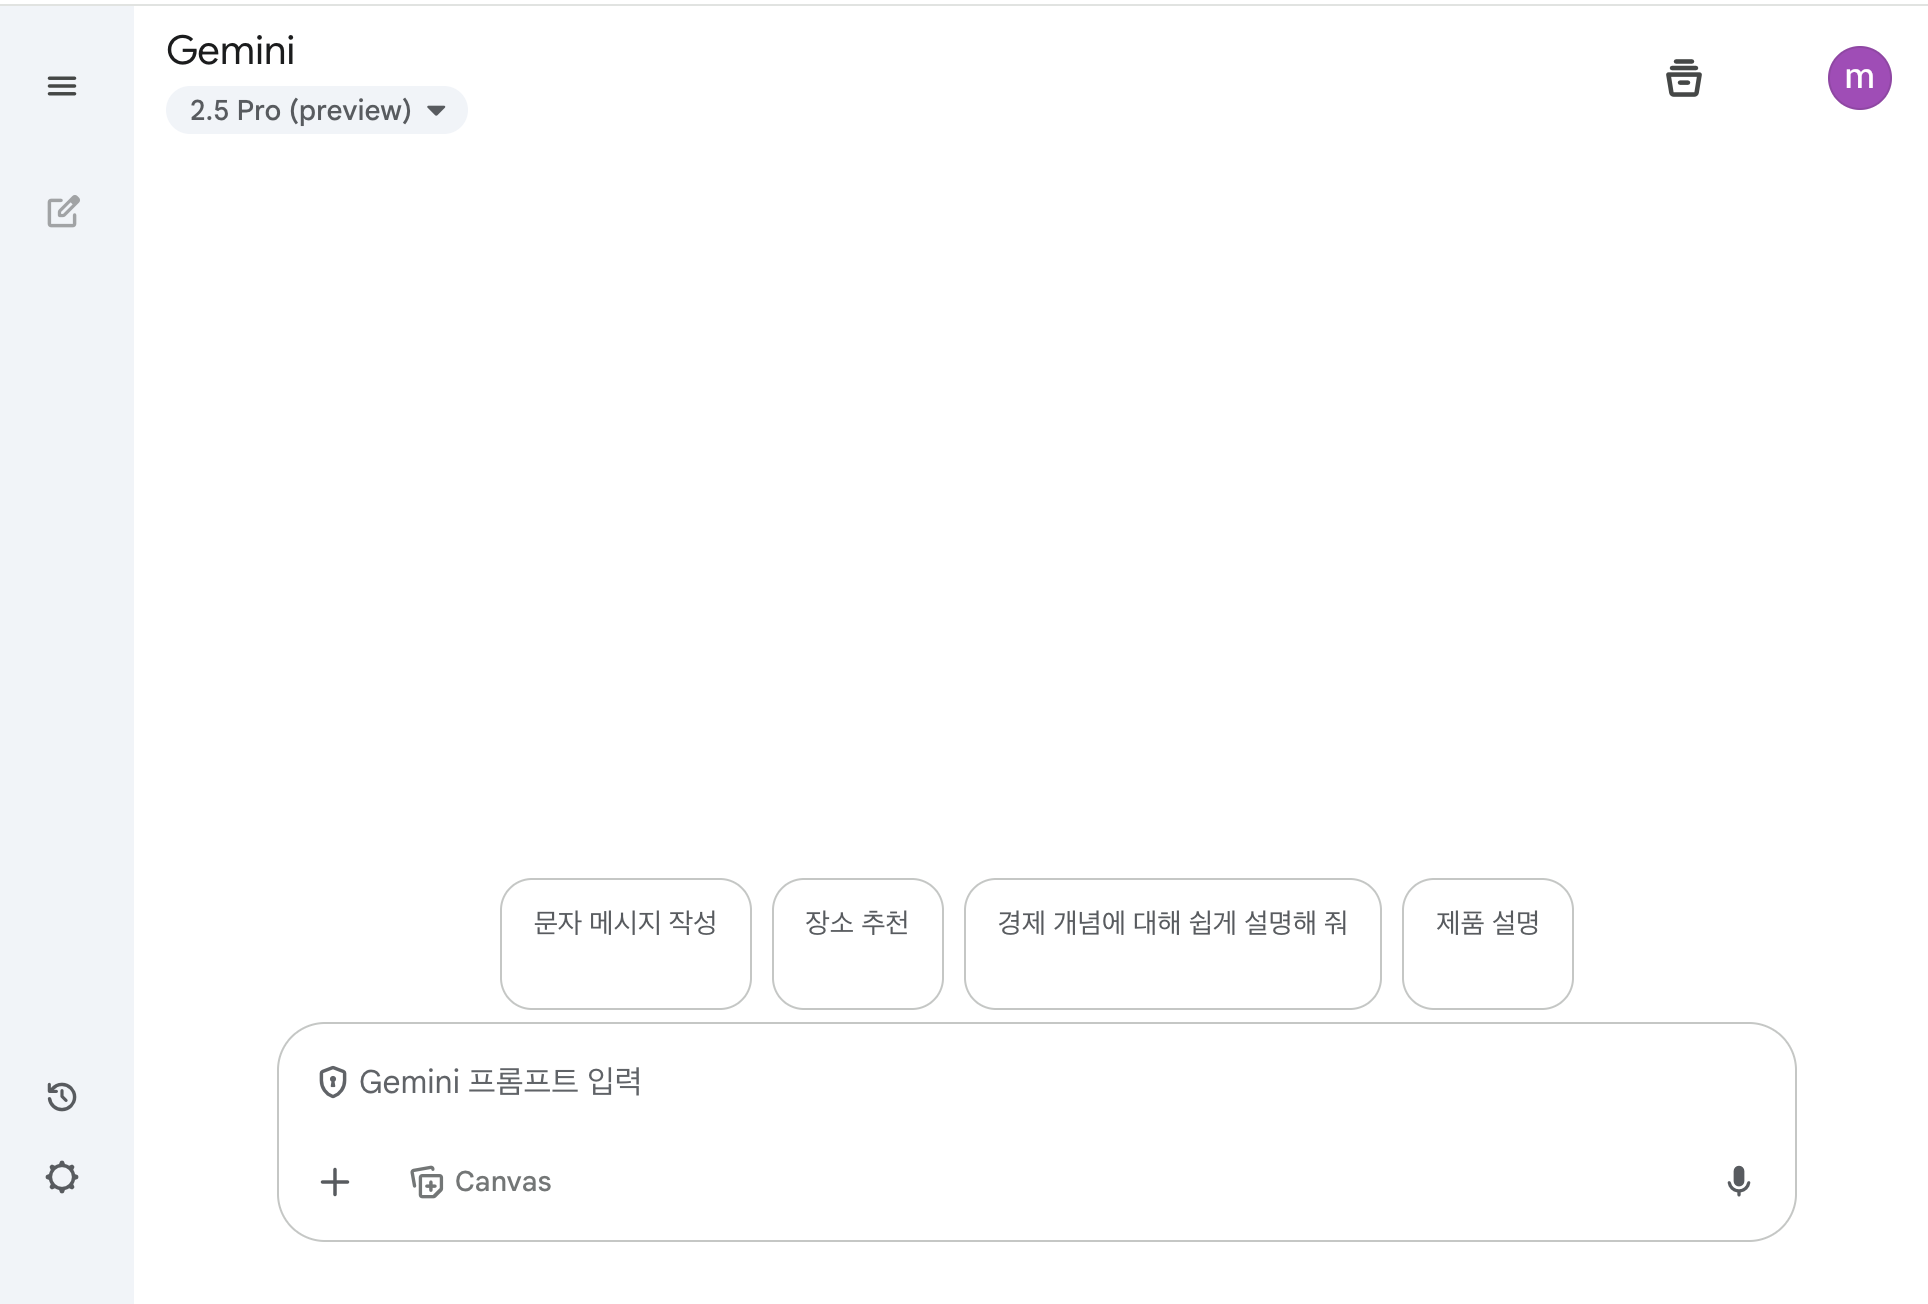 Gemini
2.5 Pro (preview)
m
문자 메시지 작성
장소 추천
경제 개념에 대해 쉽게 설명해 줘
제품 설명
Gemini 프롬프트 입력
Canvas